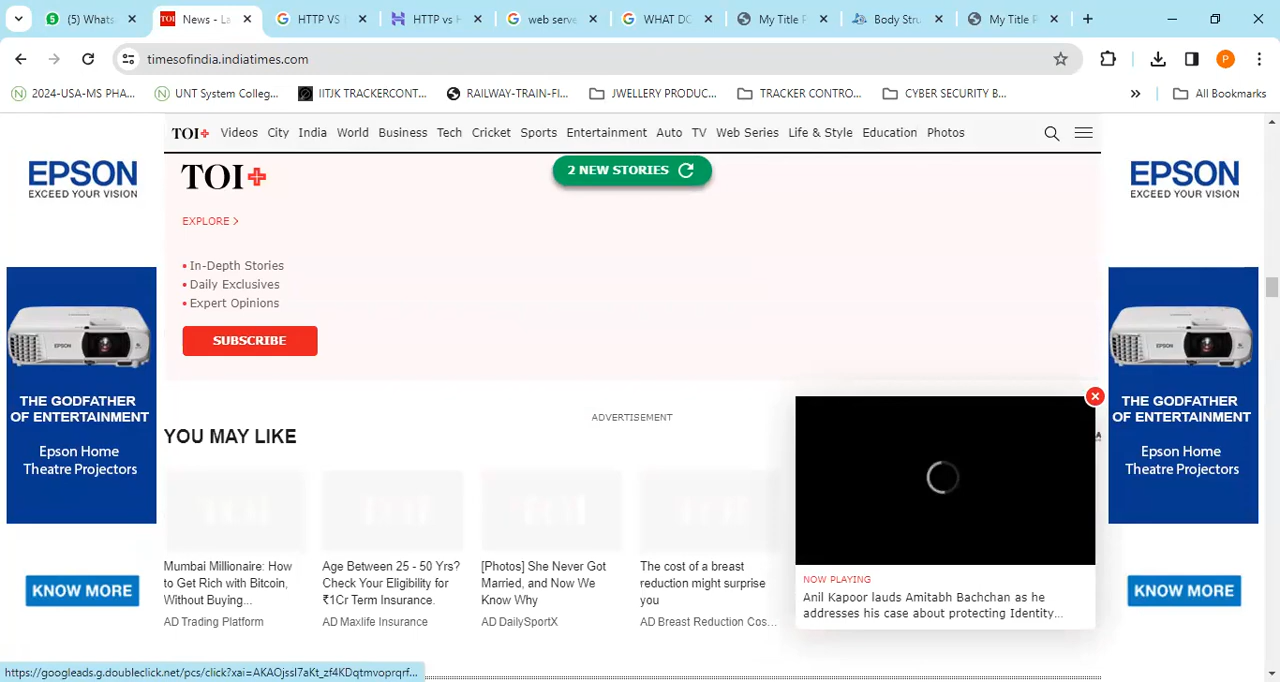 (5) Whats
TOI News - La
HTTP VS
HTTP vs H
web serve
WHAT DO
My Title P
Body Stru
My Title P
timesofindia.indiatimes.com
P
2024-USA-MS PHA...
UNT System Colleg...
IITJK TRACKERCONT...
RAILWAY-TRAIN-FI...
JWELLERY PRODUC...
TRACKER CONTRO...
CYBER SECURITY B...
All Bookmarks
TOI+ Videos City India World Business Tech Cricket Sports Entertainment Auto TV Web Series Life & Style Education Photos
EPSON
EXCEED YOUR VISION
THE GODFATHER
OF ENTERTAINMENT
Epson Home
Theatre Projectors
KNOW MORE
TOI+
2 NEW STORIES
EXPLORE >
• In-Depth Stories
• Daily Exclusives
• Expert Opinions
SUBSCRIBE
ADVERTISEMENT
YOU MAY LIKE
Mumbai Millionaire: How
to Get Rich with Bitcoin,
Without Buying...
AD Trading Platform
Age Between 25 - 50 Yrs?
Check Your Eligibility for
₹1Cr Term Insurance.
AD Maxlife Insurance
[Photos] She Never Got
Married, and Now We
Know Why
AD DailySportX
The cost of a breast
reduction might surprise
you
AD Breast Reduction Cos...
NOW PLAYING
Anil Kapoor lauds Amitabh Bachchan as he
addresses his case about protecting Identity...
EPSON
EXCEED YOUR VISION
THE GODFATHER
OF ENTERTAINMENT
Epson Home
Theatre Projectors
KNOW MORE
https://googleads.g.doubleclick.net/pcs/click?xai=AKAOjssI7aKt_zf4KDqtmvoprqrf...